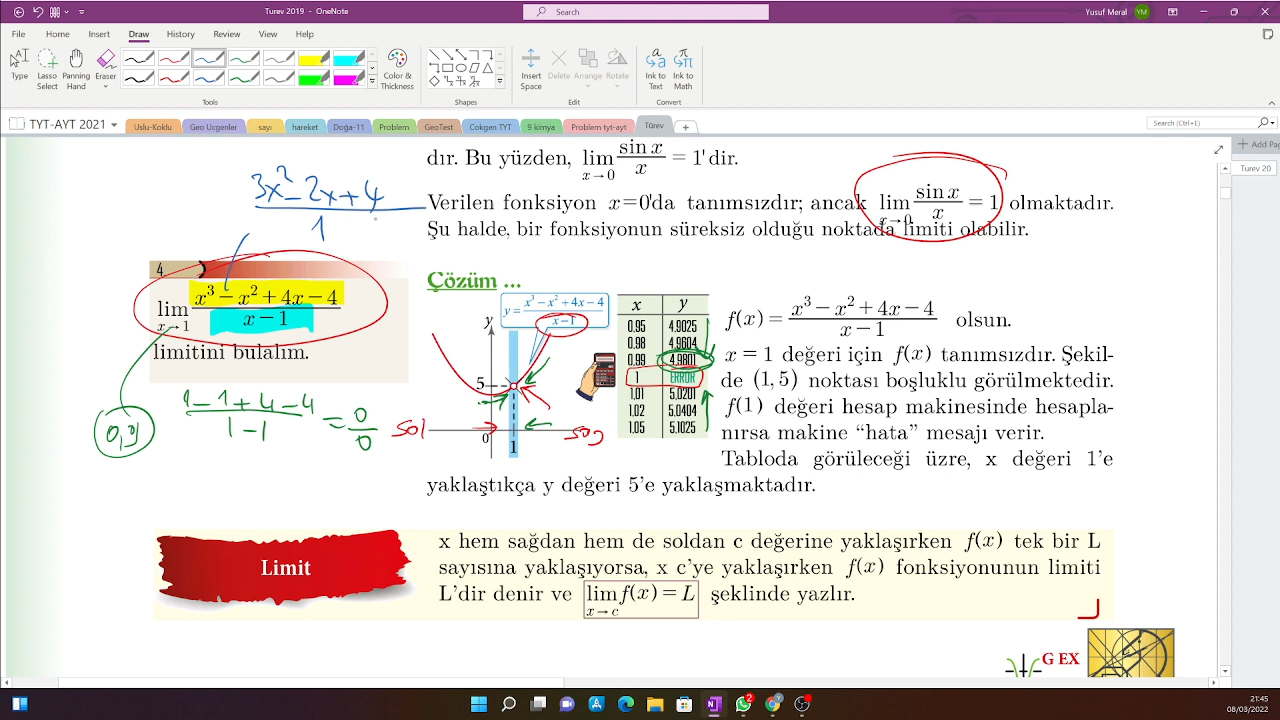 Turev 2019 - OneNote
Search
Yusuf Meral
YM
File Home Insert Draw History Review View Help
Type
Lasso Select
Panning Hand
Eraser
Color & Thickness
Insert Space
Delete
Arrange
Rotate
Ink to Text
Ink to Math
Tools
Shapes
Edit
Convert
TYT-AYT 2021
Uslu-Koklu
Geo Ucgenler
sayı
hareket
Doğa-11
Problem
GeoTest
Cokgen TYT
9 kimya
Problem tyt-ayt
Türev
Search (Ctrl+E)
Add Pag
Turev 20
dır. Bu yüzden, lim x→0 sin x / x = 1'dir.
3x² - 2x + 4 / 1
Verilen fonksiyon x=0'da tanımsızdır; ancak lim x→0 sin x / x = 1 olmaktadır.
Şu halde, bir fonksiyonun süreksiz olduğu noktada limiti olabilir.
4
lim x→1 x³ − x² + 4x − 4 / x − 1
limitini bulalım.
1 - 1 + 4 - 4 / 1 - 1 = 0 / 0
Çözüm ...
y = x³ − x² + 4x − 4 / x−1
y
5
0
1
sol
sağ
x y
0.95 4.9025
0.98 4.9604
0.99 4.9801
1 ERROR
1.01 5.0201
1.02 5.0404
1.05 5.1025
f(x) = x³ − x² + 4x − 4 / x − 1 olsun.
x = 1 değeri için f(x) tanımsızdır. Şekil-
de (1,5) noktası boşluklu görülmektedir.
f(1) değeri hesap makinesinde hesapla-
nırsa makine “hata” mesajı verir.
Tabloda görüleceği üzre, x değeri 1'e
yaklaştıkça y değeri 5'e yaklaşmaktadır.
Limit
x hem sağdan hem de soldan c değerine yaklaşırken f(x) tek bir L
sayısına yaklaşıyorsa, x c'ye yaklaşırken f(x) fonksiyonunun limiti
L'dir denir ve lim x→c f(x) = L şeklinde yazlır.
G EX
2
21:45
08/03/2022